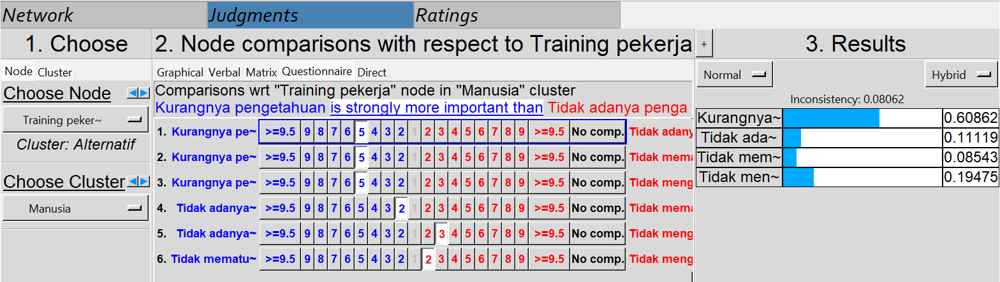 Network Judgments Ratings
1. Choose
2. Node comparisons with respect to Training pekerja
+ 3. Results
Node Cluster
Graphical Verbal Matrix Questionnaire Direct
Normal Hybrid
Choose Node
Training peker~
Cluster: Alternatif
Choose Cluster
Manusia
Comparisons wrt "Training pekerja" node in "Manusia" cluster
Kurangnya pengetahuan is strongly more important than Tidak adanya penga
1. Kurangnya pe~ >=9.5 9 8 7 6 5 4 3 2 1 2 3 4 5 6 7 8 9 >=9.5 No comp. Tidak adany
2. Kurangnya pe~ >=9.5 9 8 7 6 5 4 3 2 1 2 3 4 5 6 7 8 9 >=9.5 No comp. Tidak mema
3. Kurangnya pe~ >=9.5 9 8 7 6 5 4 3 2 1 2 3 4 5 6 7 8 9 >=9.5 No comp. Tidak meng
4. Tidak adanya~ >=9.5 9 8 7 6 5 4 3 2 1 2 3 4 5 6 7 8 9 >=9.5 No comp. Tidak mema
5. Tidak adanya~ >=9.5 9 8 7 6 5 4 3 2 1 2 3 4 5 6 7 8 9 >=9.5 No comp. Tidak meng
6. Tidak mematu~ >=9.5 9 8 7 6 5 4 3 2 1 2 3 4 5 6 7 8 9 >=9.5 No comp. Tidak meng
Inconsistency: 0.08062
Kurangnya~ 0.60862
Tidak ada~ 0.11119
Tidak mem~ 0.08543
Tidak men~ 0.19475